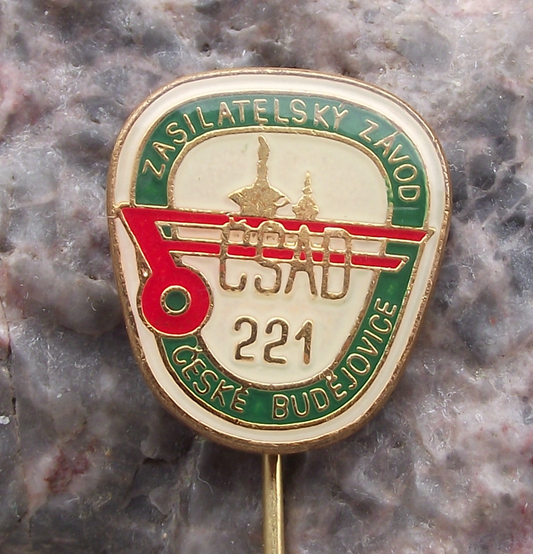 ZASILATELSKÝ ZÁVOD
ČSAD
221
ČESKÉ BUDĚJOVICE